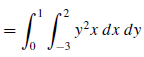 = ∫₀¹ ∫₋₃² y²x dx dy